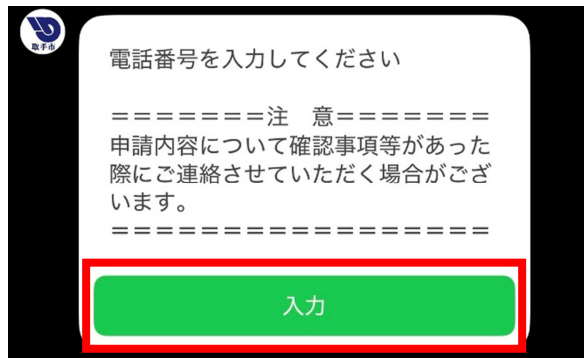 取手市
電話番号を入力してください
=======注　意=======
申請内容について確認事項等があった
際にご連絡させていただく場合がござ
います。
=================
入力